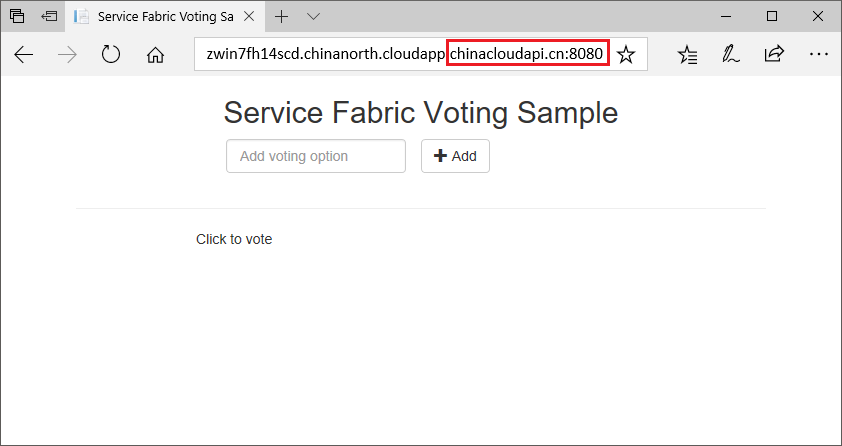 Service Fabric Voting Sa
zwin7fh14scd.chinanorth.cloudapp.chinacloudapi.cn:8080
Service Fabric Voting Sample
Add voting option
Add
Click to vote